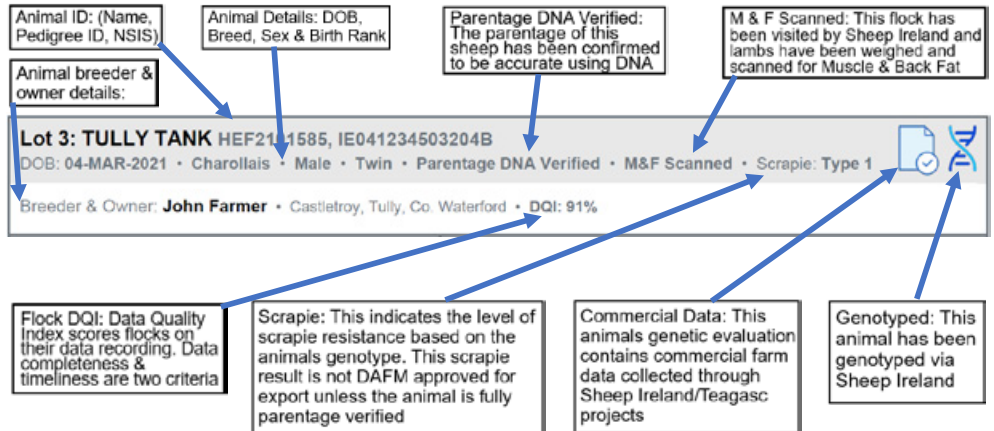 Animal ID: (Name,
Pedigree ID, NSIS)
Animal Details: DOB,
Breed, Sex & Birth Rank
Parentage DNA Verified:
The parentage of this
sheep has been confirmed
to be accurate using DNA
M & F Scanned: This flock has
been visited by Sheep Ireland and
lambs have been weighed and
scanned for Muscle & Back Fat
Animal breeder &
owner details:
Lot 3: TULLY TANK HEF2101585, IE041234503204B
DOB: 04-MAR-2021 • Charollais • Male • Twin • Parentage DNA Verified • M&F Scanned • Scrapie: Type 1
Breeder & Owner: John Farmer • Castletroy, Tully, Co. Waterford • DQI: 91%
Flock DQI: Data Quality
Index scores flocks on
their data recording. Data
completeness &
timeliness are two criteria
Scrapie: This indicates the level of
scrapie resistance based on the
animals genotype. This scrapie
result is not DAFM approved for
export unless the animal is fully
parentage verified
Commercial Data: This
animals genetic evaluation
contains commercial farm
data collected through
Sheep Ireland/Teagasc
projects
Genotyped: This
animal has been
genotyped via
Sheep Ireland